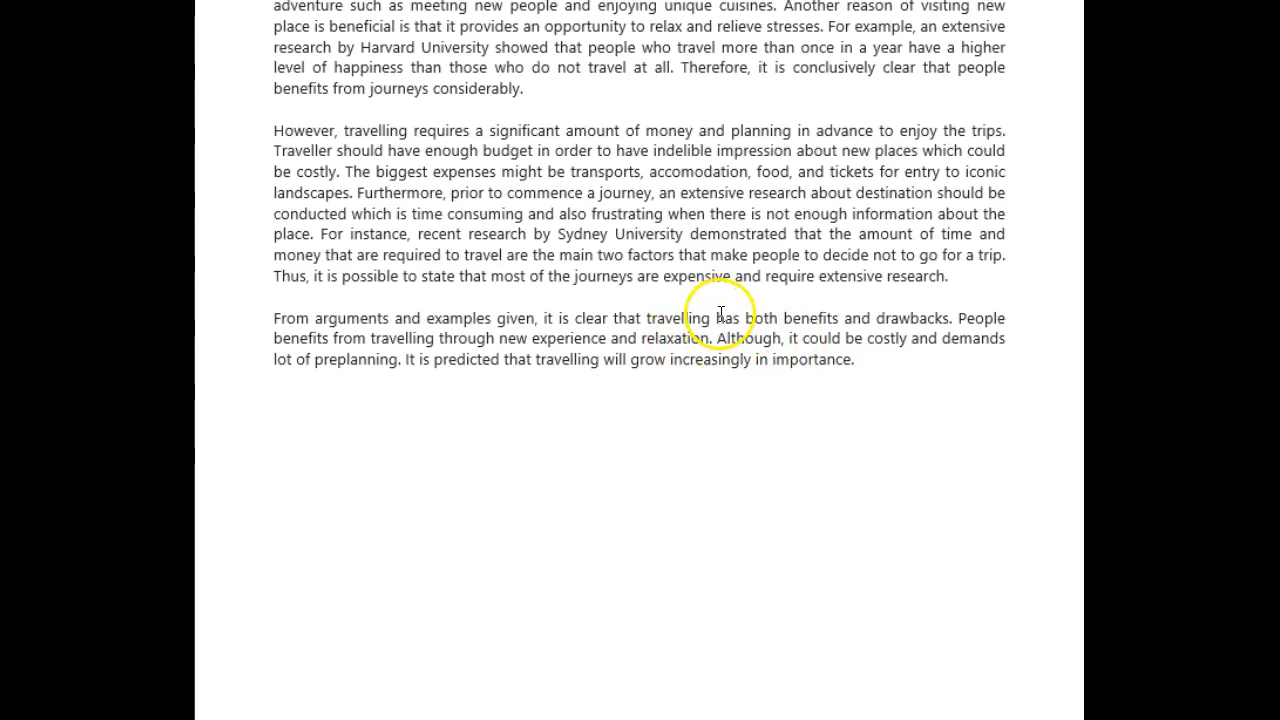 adventure such as meeting new people and enjoying unique cuisines. Another reason of visiting new
place is beneficial is that it provides an opportunity to relax and relieve stresses. For example, an extensive
research by Harvard University showed that people who travel more than once in a year have a higher
level of happiness than those who do not travel at all. Therefore, it is conclusively clear that people
benefits from journeys considerably.
However, travelling requires a significant amount of money and planning in advance to enjoy the trips.
Traveller should have enough budget in order to have indelible impression about new places which could
be costly. The biggest expenses might be transports, accomodation, food, and tickets for entry to iconic
landscapes. Furthermore, prior to commence a journey, an extensive research about destination should be
conducted which is time consuming and also frustrating when there is not enough information about the
place. For instance, recent research by Sydney University demonstrated that the amount of time and
money that are required to travel are the main two factors that make people to decide not to go for a trip.
Thus, it is possible to state that most of the journeys are expensive and require extensive research.
From arguments and examples given, it is clear that travelling has both benefits and drawbacks. People
benefits from travelling through new experience and relaxation. Although, it could be costly and demands
lot of preplanning. It is predicted that travelling will grow increasingly in importance.